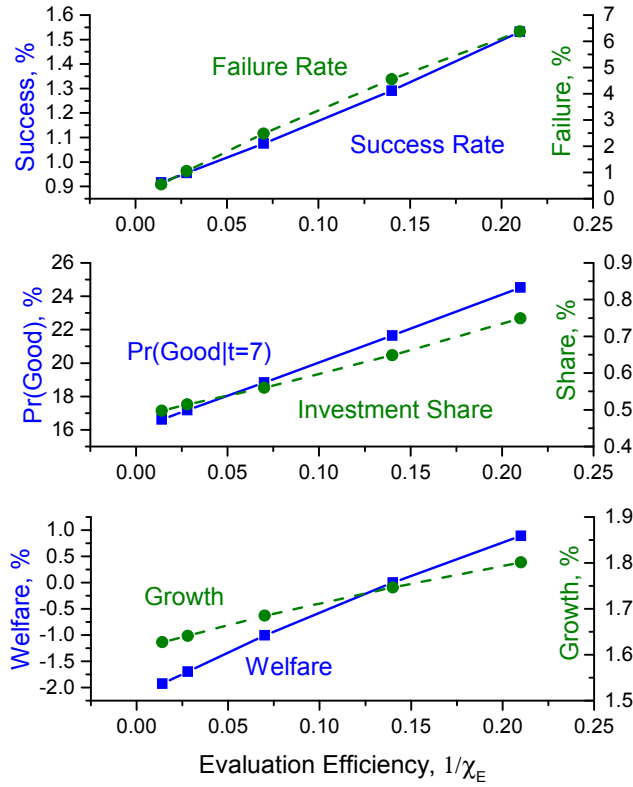 1.6
1.5
1.4
1.3
1.2
1.1
1.0
0.9
Success, %
Failure Rate
Success Rate
7
6
5
4
3
2
1
0
Failure, %
0.00 0.05 0.10 0.15 0.20 0.25
26
24
22
20
18
16
Pr(Good), %
Pr(Good|t=7)
Investment Share
0.9
0.8
0.7
0.6
0.5
0.4
Share, %
0.00 0.05 0.10 0.15 0.20 0.25
1.0
0.5
0.0
-0.5
-1.0
-1.5
-2.0
Welfare, %
Growth
Welfare
1.9
1.8
1.7
1.6
1.5
Growth, %
0.00 0.05 0.10 0.15 0.20 0.25
Evaluation Efficiency, 1/χ_E